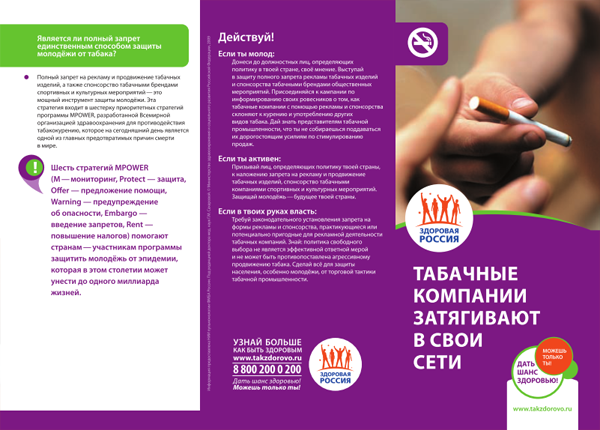 Является ли полный запрет
единственным способом защиты
молодёжи от табака?
Полный запрет на рекламу и продвижение табачных
изделий, а также спонсорство табачными брендами
спортивных и культурных мероприятий — это
мощный инструмент защиты молодёжи. Эта
стратегия входит в шестерку приоритетных стратегий
программы MPOWER, разработанной Всемирной
организацией здравоохранения для противодействия
табакокурению, которое на сегодняшний день является
одной из главных предотвратимых причин смерти
в мире.
!
Шесть стратегий MPOWER
(M — мониторинг, Protect — защита,
Offer — предложение помощи,
Warning — предупреждение
об опасности, Embargo —
введение запретов, Rent —
повышение налогов) помогают
странам — участникам программы
защитить молодёжь от эпидемии,
которая в этом столетии может
унести до одного миллиарда
жизней.
Действуй!
Если ты молод:
Донеси до должностных лиц, определяющих
политику в твоей стране, своё мнение. Выступай
в защиту полного запрета рекламы табачных изделий
и спонсорства табачными брендами общественных
мероприятий. Присоединяйся к кампании по
информированию своих ровесников о том, как
табачные компании с помощью рекламы и спонсорства
склоняют к курению и употреблению других
видов табака. Дай знать представителям табачной
промышленности, что ты не собираешься поддаваться
их дорогостоящим усилиям по стимулированию
продаж.
Если ты активен:
Призывай лиц, определяющих политику твоей страны,
к наложению запрета на рекламу и продвижение
табачных изделий, спонсорство табачными
компаниями спортивных и культурных мероприятий.
Защищай молодёжь — будущее твоей страны.
Если в твоих руках власть:
Требуй законодательного установления запрета на
формы рекламы и спонсорства, практикующиеся или
потенциально пригодные для рекламной деятельности
табачных компаний. Знай: политика свободного
выбора не является эффективной ответной мерой
и не может быть противопоставлена агрессивному
продвижению табака. Сделай всё для защиты
населения, особенно молодёжи, от торговой тактики
табачной промышленности.
УЗНАЙ БОЛЬШЕ
КАК БЫТЬ ЗДОРОВЫМ
www.takzdorovo.ru
8 800 200 0 200
Дать шанс здоровью!
Можешь только ты!
ЗДОРОВАЯ
РОССИЯ
ЗДОРОВАЯ
РОССИЯ
ТАБАЧНЫЕ
КОМПАНИИ
ЗАТЯГИВАЮТ
В СВОИ
СЕТИ
МОЖЕШЬ
ТОЛЬКО
ТЫ!
ДАТЬ
ШАНС
ЗДОРОВЬЮ!
www.takzdorovo.ru